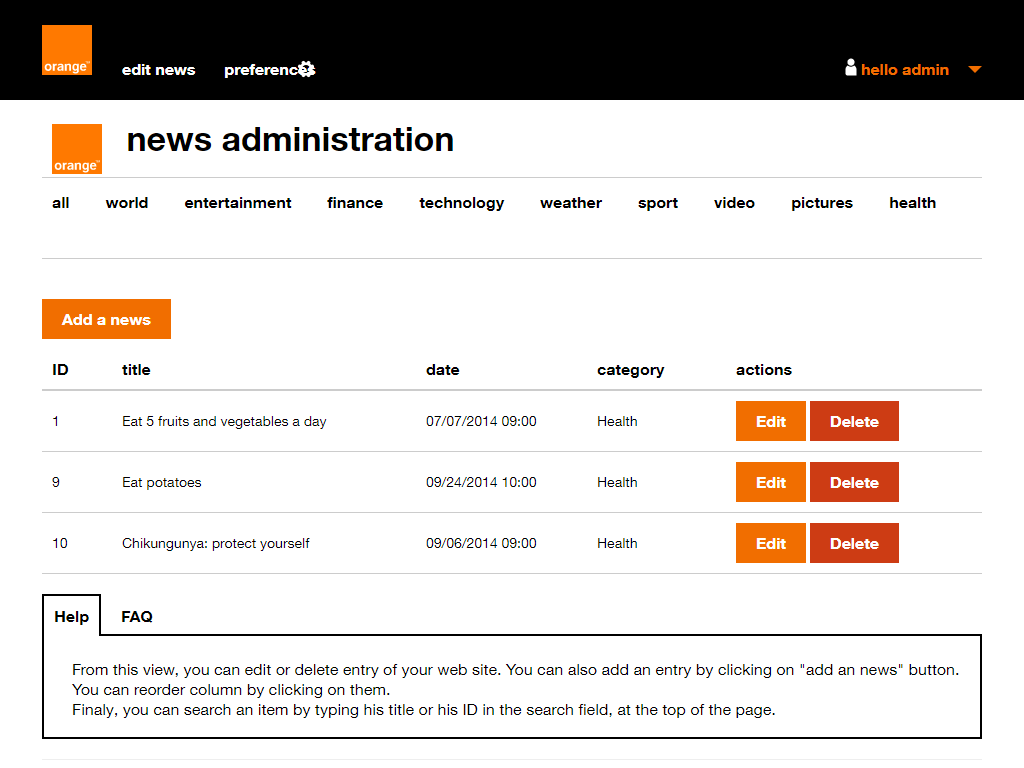 orange™
edit news preferences hello admin
orange™ news administration
all world entertainment finance technology weather sport video pictures health
Add a news
ID title date category actions
1 Eat 5 fruits and vegetables a day 07/07/2014 09:00 Health Edit Delete
9 Eat potatoes 09/24/2014 10:00 Health Edit Delete
10 Chikungunya: protect yourself 09/06/2014 09:00 Health Edit Delete
Help FAQ
From this view, you can edit or delete entry of your web site. You can also add an entry by clicking on "add an news" button.
You can reorder column by clicking on them.
Finaly, you can search an item by typing his title or his ID in the search field, at the top of the page.